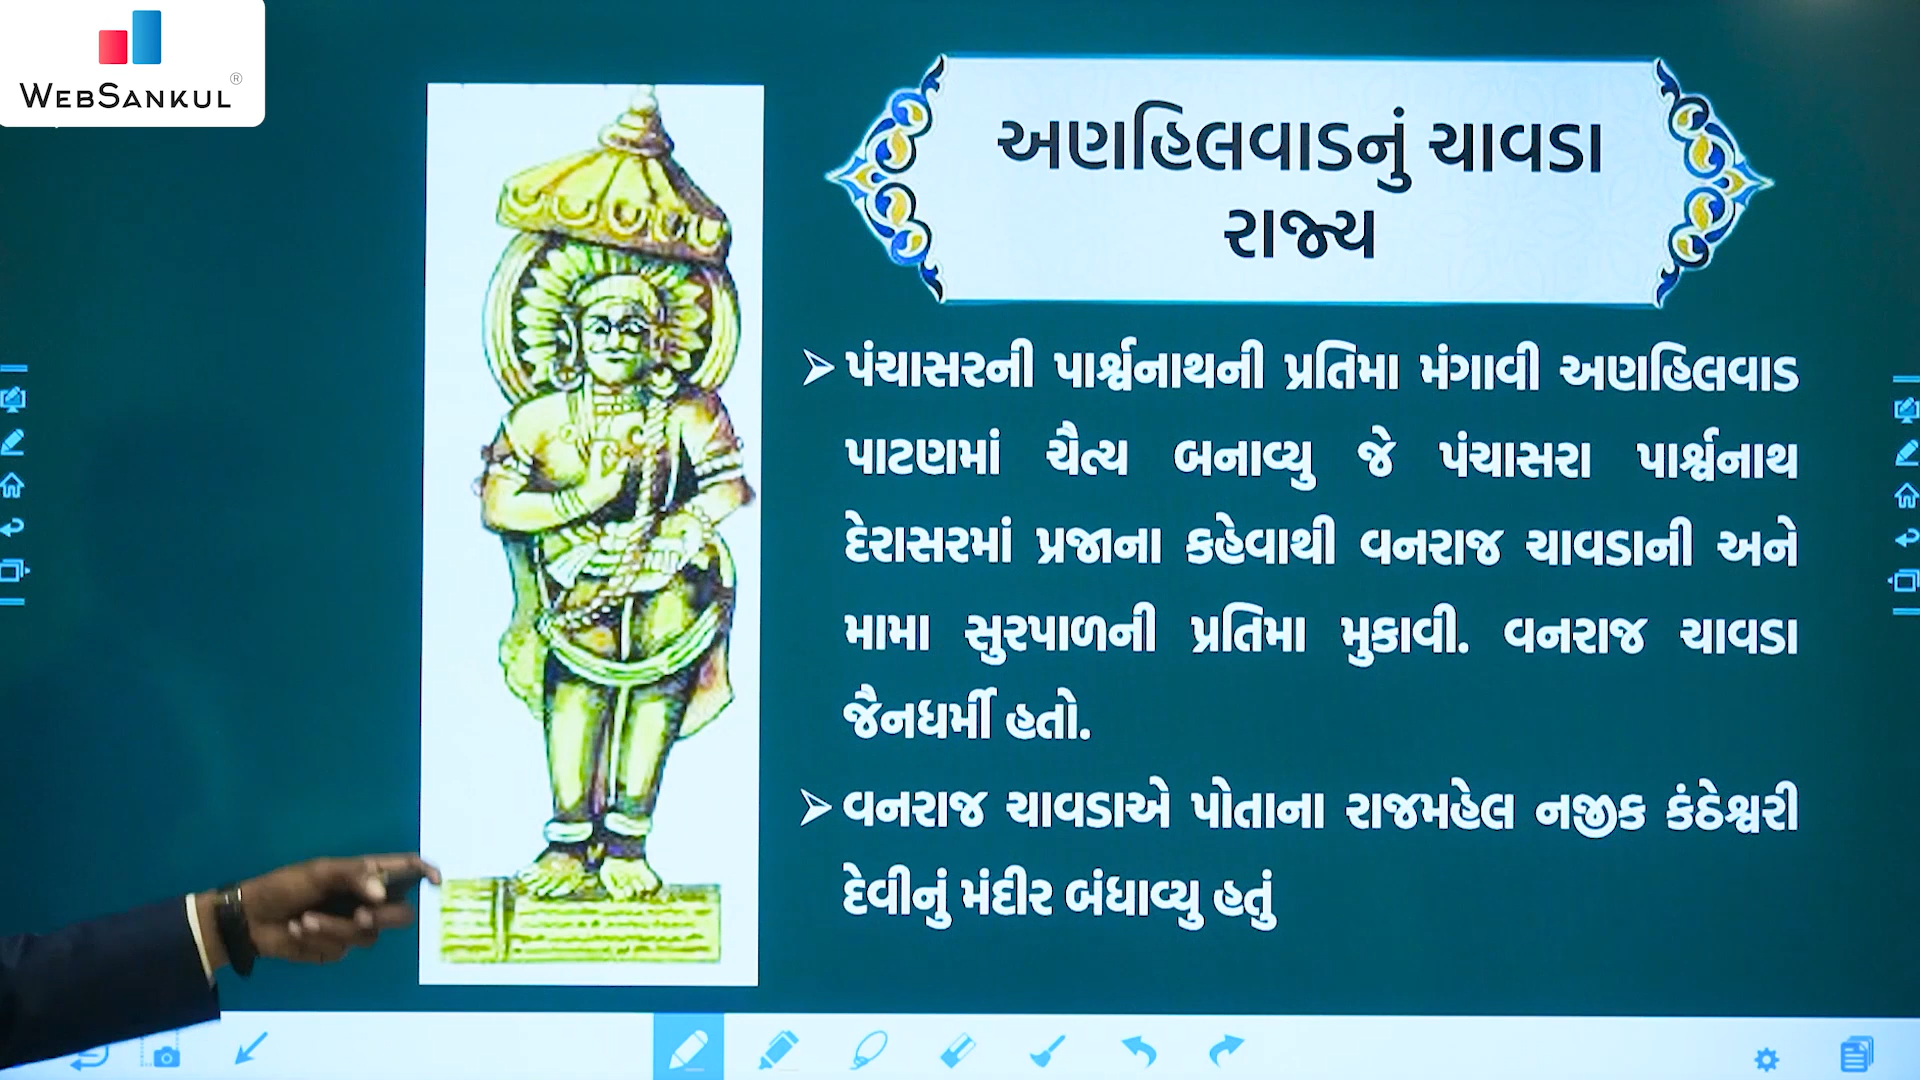 WEBSANKUL®
અણહિલવાડનું ચાવડા
રાજ્ય
➢ પંચાસરની પાર્શ્વનાથની પ્રતિમા મંગાવી અણહિલવાડ
પાટણમાં ચૈત્ય બનાવ્યુ જે પંચાસરા પાર્શ્વનાથ
દેરાસરમાં પ્રજાના કહેવાથી વનરાજ ચાવડાની અને
મામા સુરપાળની પ્રતિમા મુકાવી. વનરાજ ચાવડા
જૈનધર્મી હતો.
➢ વનરાજ ચાવડાએ પોતાના રાજમહેલ નજીક કંઠેશ્વરી
દેવીનું મંદીર બંધાવ્યુ હતું